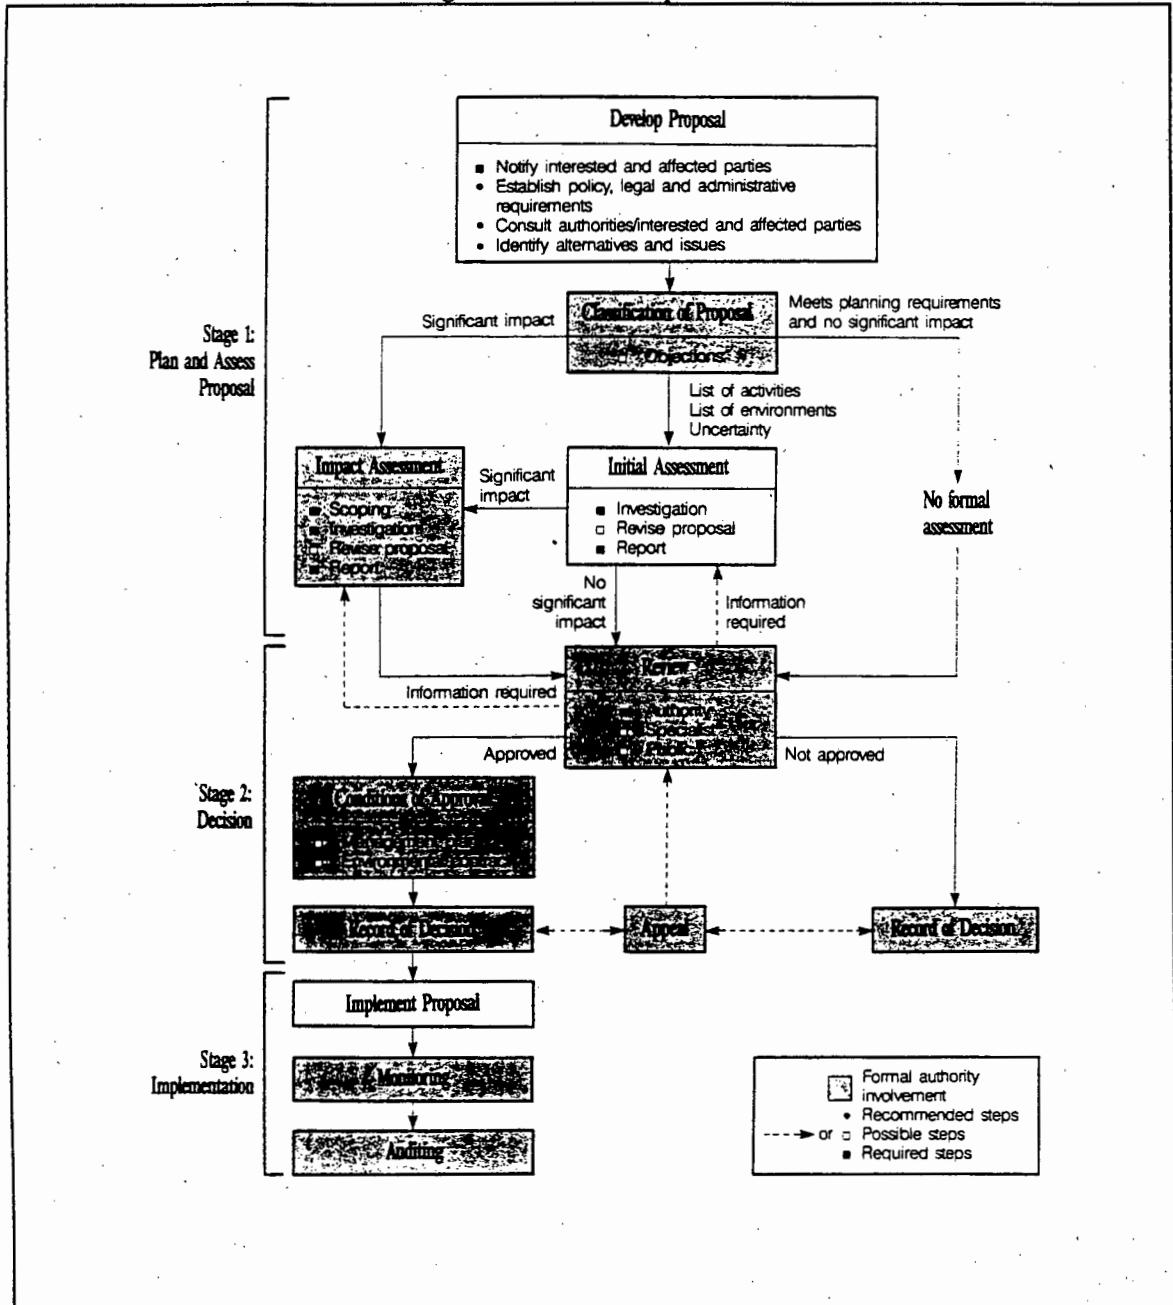 Develop Proposal
■ Notify interested and affected parties
• Establish policy, legal and administrative
requirements
• Consult authorities/interested and affected parties
• Identify alternatives and issues
Stage 1:
Plan and Assess
Proposal
Significant impact
Classification of Proposal
□ Objections
Meets planning requirements
and no significant impact
List of activities
List of environments
Uncertainty
Impact Assessment
■ Scoping
■ Investigation
□ Revise proposal
■ Report
Significant
impact
Initial Assessment
■ Investigation
□ Revise proposal
■ Report
No formal
assessment
No
significant
impact
Information
required
Review
Authority
□ Specialist
□ Public
Information required
Approved
Not approved
Stage 2:
Decision
Conditions of Approval
□ Management
□ Environmental contract
Record of Decision
Appeal
Record of Decision
Stage 3:
Implementation
Implement Proposal
Monitoring
Auditing
Formal authority
involvement
• Recommended steps
or □ Possible steps
■ Required steps